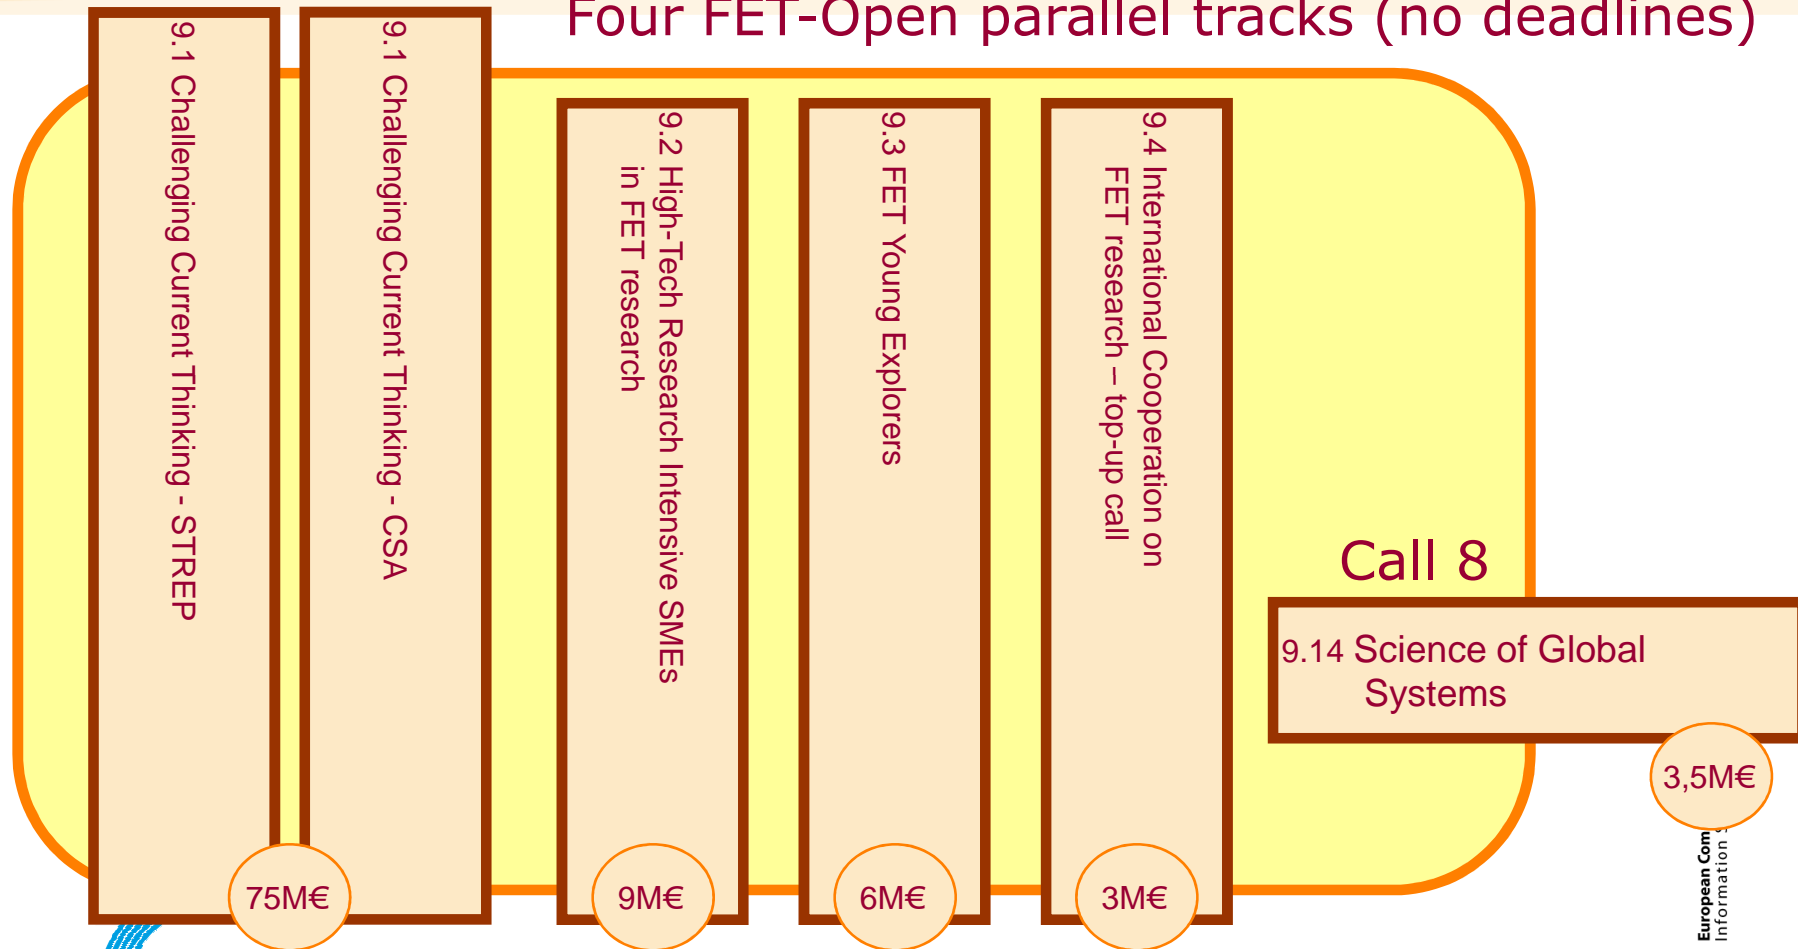 Four FET-Open parallel tracks (no deadlines)
9.1 Challenging Current Thinking - STREP
9.1 Challenging Current Thinking - CSA
75M€
9.2 High-Tech Research Intensive SMEs
in FET research
9M€
9.3 FET Young Explorers
6M€
9.4 International Cooperation on
FET research – top-up call
3M€
Call 8
9.14 Science of Global
Systems
3,5M€
European Com
Information